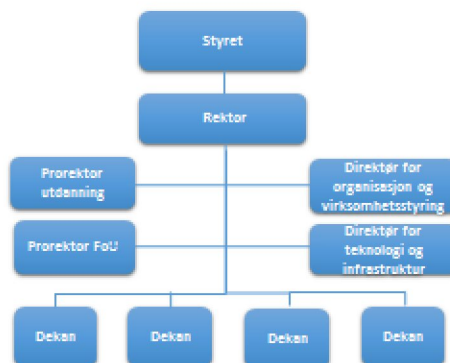 Styret
Rektor
Prorektor
utdanning
Direktør for
organisasjon og
virksomhetsstyring
Prorektor FoU
Direktør for
teknologi og
infrastruktur
Dekan
Dekan
Dekan
Dekan